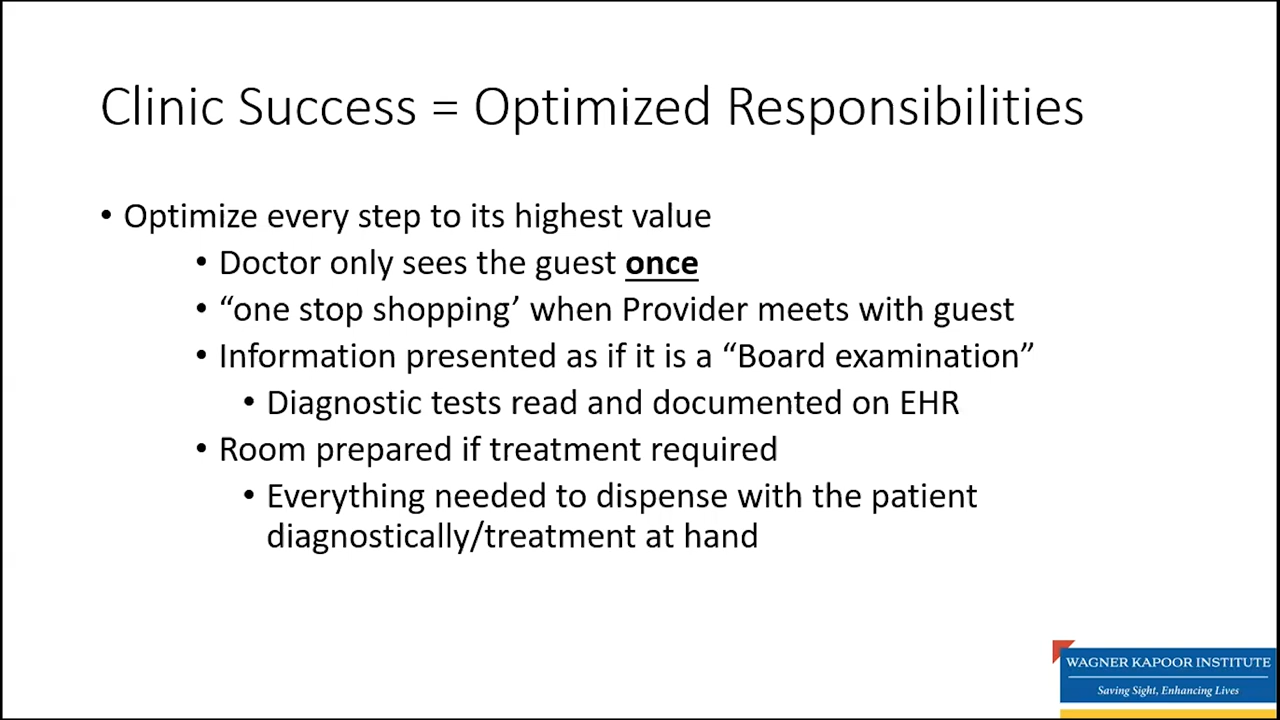 Clinic Success = Optimized Responsibilities
• Optimize every step to its highest value
• Doctor only sees the guest once
• “one stop shopping’ when Provider meets with guest
• Information presented as if it is a “Board examination”
• Diagnostic tests read and documented on EHR
• Room prepared if treatment required
• Everything needed to dispense with the patient
diagnostically/treatment at hand
WAGNER KAPOOR INSTITUTE
Saving Sight, Enhancing Lives